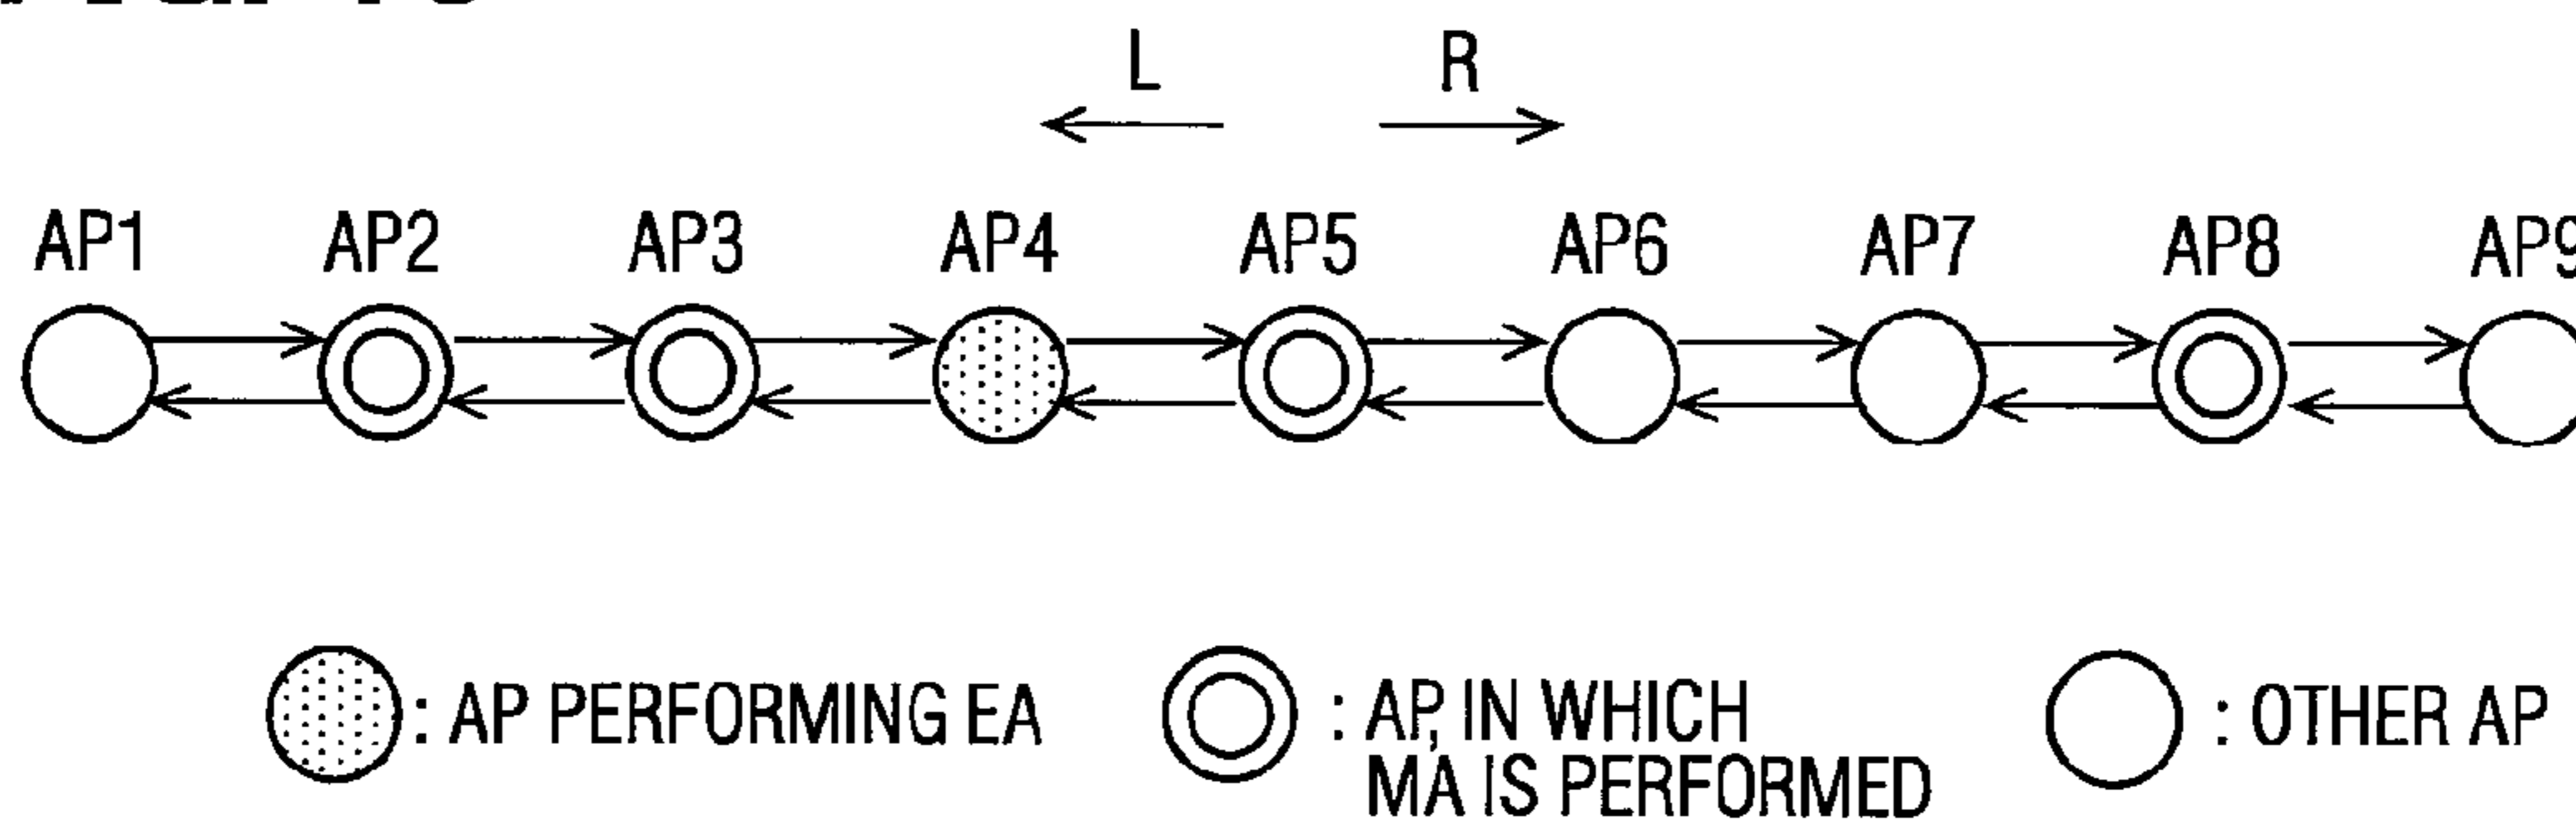 L R
AP1 AP2 AP3 AP4 AP5 AP6 AP7 AP8 AP9
: AP PERFORMING EA : AP, IN WHICH : OTHER AP
MA IS PERFORMED